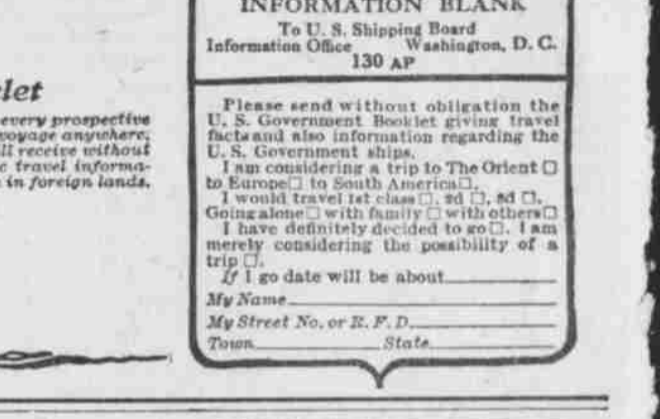 let
every prospective
voyage anywhere.
ll receive without
c travel informa-
in foreign lands.
INFORMATION BLANK
To U. S. Shipping Board
Information Office Washington, D. C.
130 AP
Please send without obligation the
U. S. Government Booklet giving travel
facts and also information regarding the
U. S. Government ships.
I am considering a trip to The Orient ☐
to Europe ☐ to South America ☐.
I would travel 1st class ☐, 2d ☐, 3d ☐.
Going alone ☐ with family ☐ with others ☐
I have definitely decided to go ☐. I am
merely considering the possibility of a
trip ☐.
If I go date will be about
My Name
My Street No. or R. F. D.
Town State